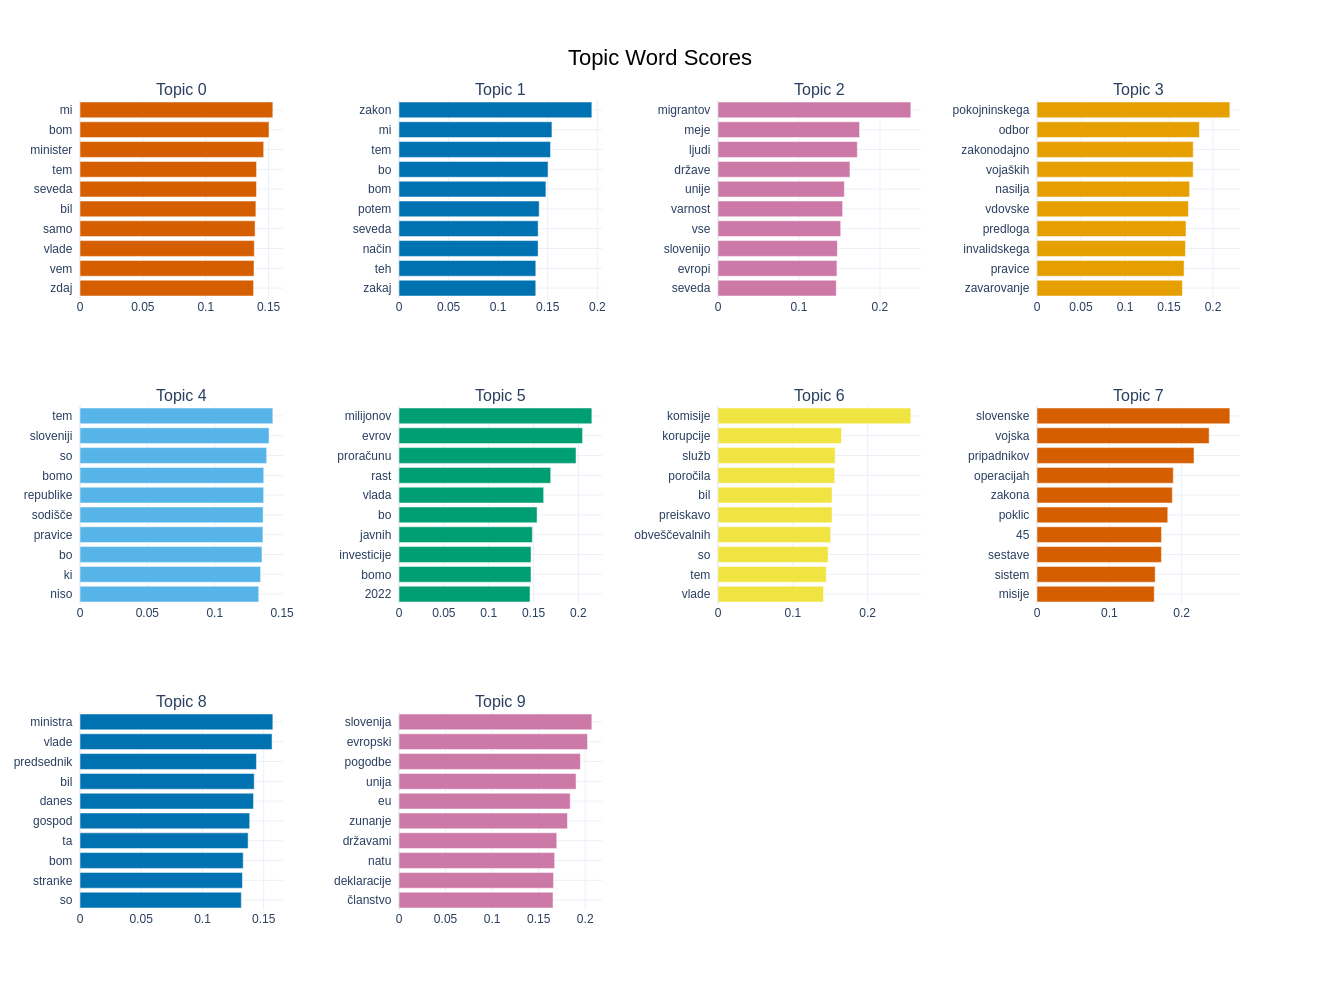 Topic Word Scores
Topic 0
mi
bom
minister
tem
seveda
bil
samo
vlade
vem
zdaj
0 0.05 0.1 0.15
Topic 1
zakon
mi
tem
bo
bom
potem
seveda
način
teh
zakaj
0 0.05 0.1 0.15 0.2
Topic 2
migrantov
meje
ljudi
države
unije
varnost
vse
slovenijo
evropi
seveda
0 0.1 0.2
Topic 3
pokojninskega
odbor
zakonodajno
vojaških
nasilja
vdovske
predloga
invalidskega
pravice
zavarovanje
0 0.05 0.1 0.15 0.2
Topic 4
tem
sloveniji
so
bomo
republike
sodišče
pravice
bo
ki
niso
0 0.05 0.1 0.15
Topic 5
milijonov
evrov
proračunu
rast
vlada
bo
javnih
investicije
bomo
2022
0 0.05 0.1 0.15 0.2
Topic 6
komisije
korupcije
služb
poročila
bil
preiskavo
obveščevalnih
so
tem
vlade
0 0.1 0.2
Topic 7
slovenske
vojska
pripadnikov
operacijah
zakona
poklic
45
sestave
sistem
misije
0 0.1 0.2
Topic 8
ministra
vlade
predsednik
bil
danes
gospod
ta
bom
stranke
so
0 0.05 0.1 0.15
Topic 9
slovenija
evropski
pogodbe
unija
eu
zunanje
državami
natu
deklaracije
članstvo
0 0.05 0.1 0.15 0.2